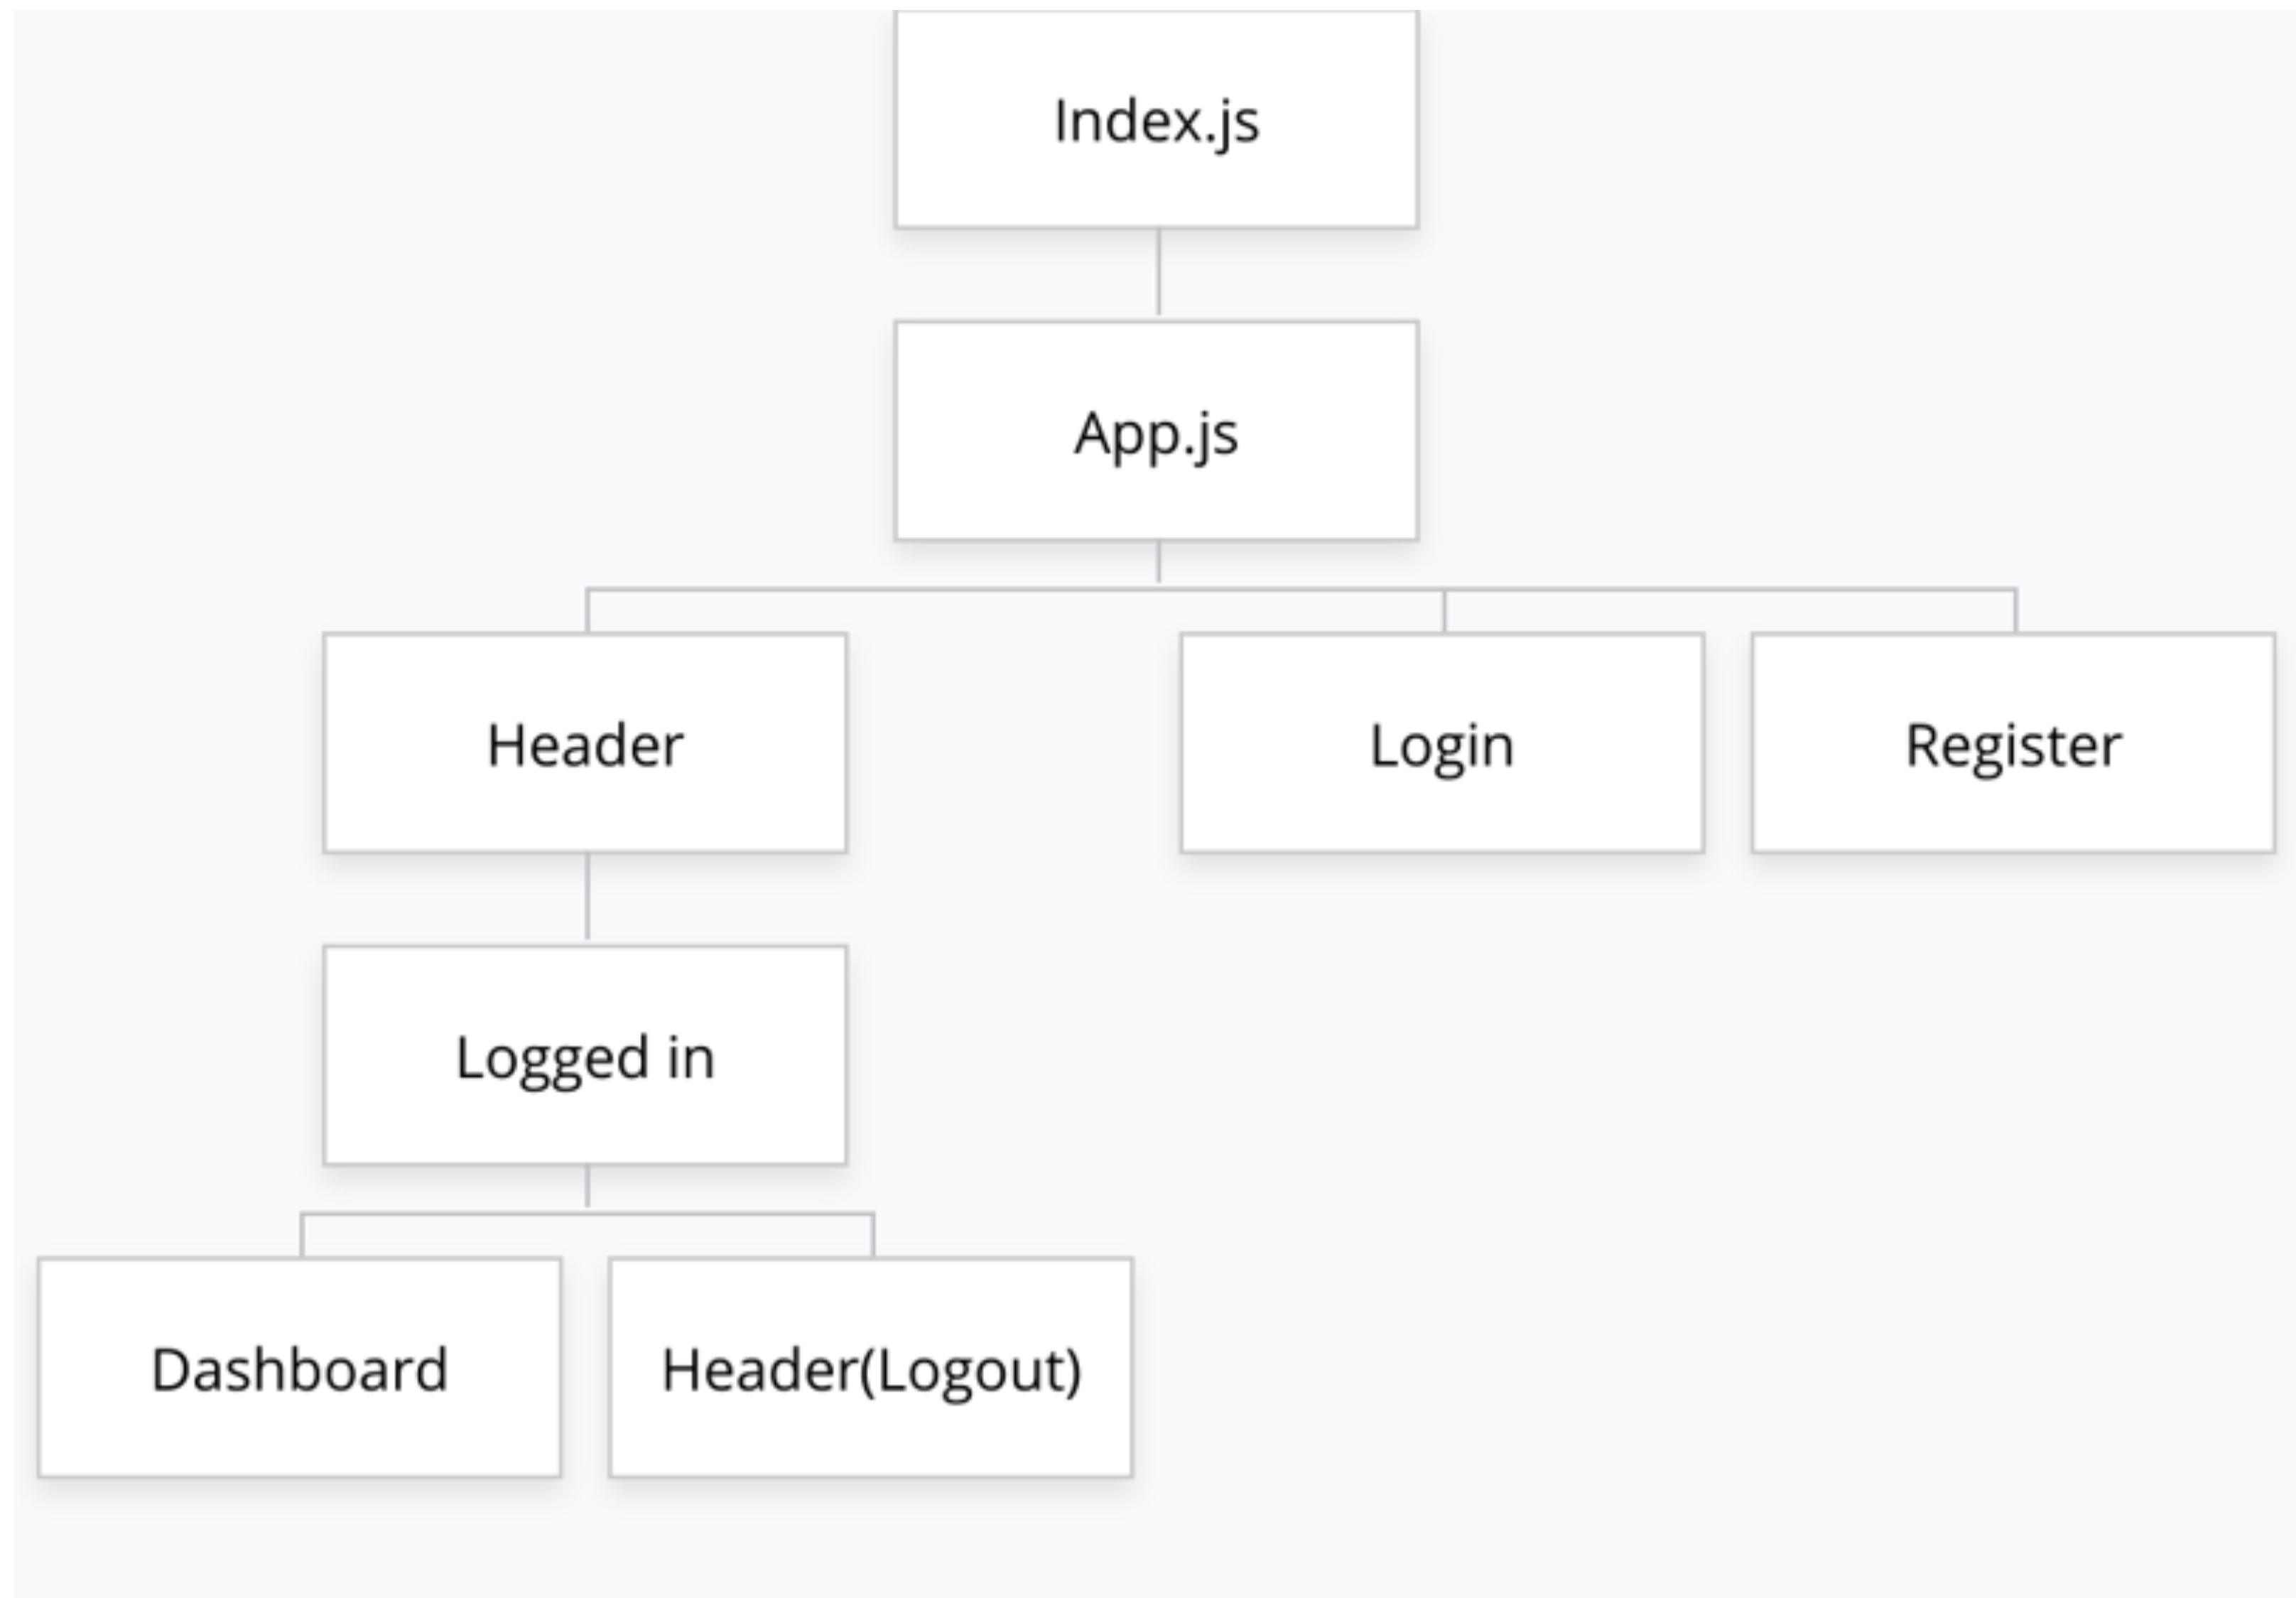 Index.js
App.js
Header
Login
Register
Logged in
Dashboard
Header(Logout)